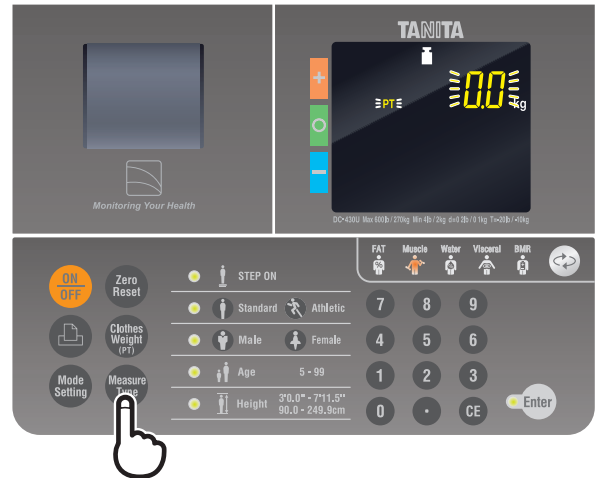 TANITA
PT
0.0 kg
+
O
−
Monitoring Your Health
DC-430U Max 600lb / 270kg Min 4lb / 2kg d=0.2lb / 0.1kg T=-20lb / -10kg
FAT Muscle Water Visceral BMR
%
ON
OFF
Zero
Reset
STEP ON
7 8 9
Standard Athletic
Clothes
Weight
(PT)
Male Female
4 5 6
Mode
Setting
Measure
Type
Age 5 - 99
1 2 3
Height 3'0.0" - 7'11.5"
90.0 - 249.9cm
0 · CE
Enter